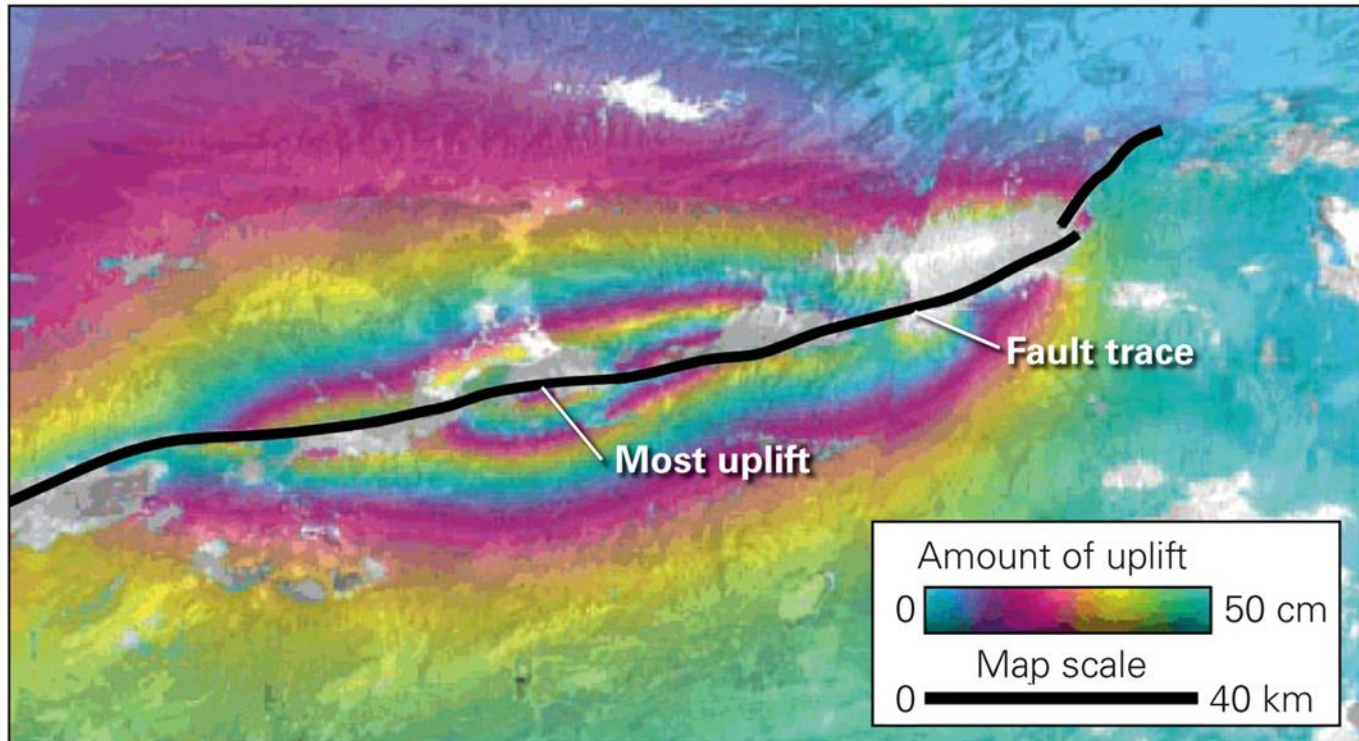 Fault trace
Most uplift
Amount of uplift
0 50 cm
Map scale
0 40 km